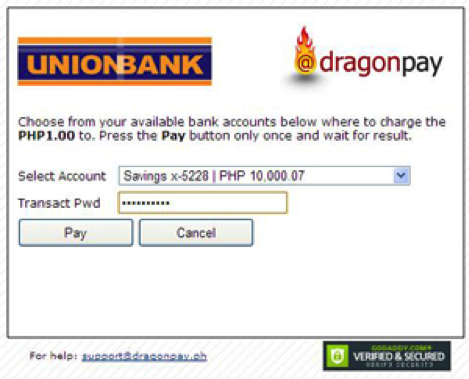 UNIONBANK
@dragonpay
Choose from your available bank accounts below where to charge the
PHP1.00 to. Press the Pay button only once and wait for result.
Select Account Savings x-5228 | PHP 10,000.07
Transact Pwd ••••••••••
Pay Cancel
For help: support@dragonpay.ph
GODADDY.COM®
VERIFIED & SECURED
VERIFY SECURITY